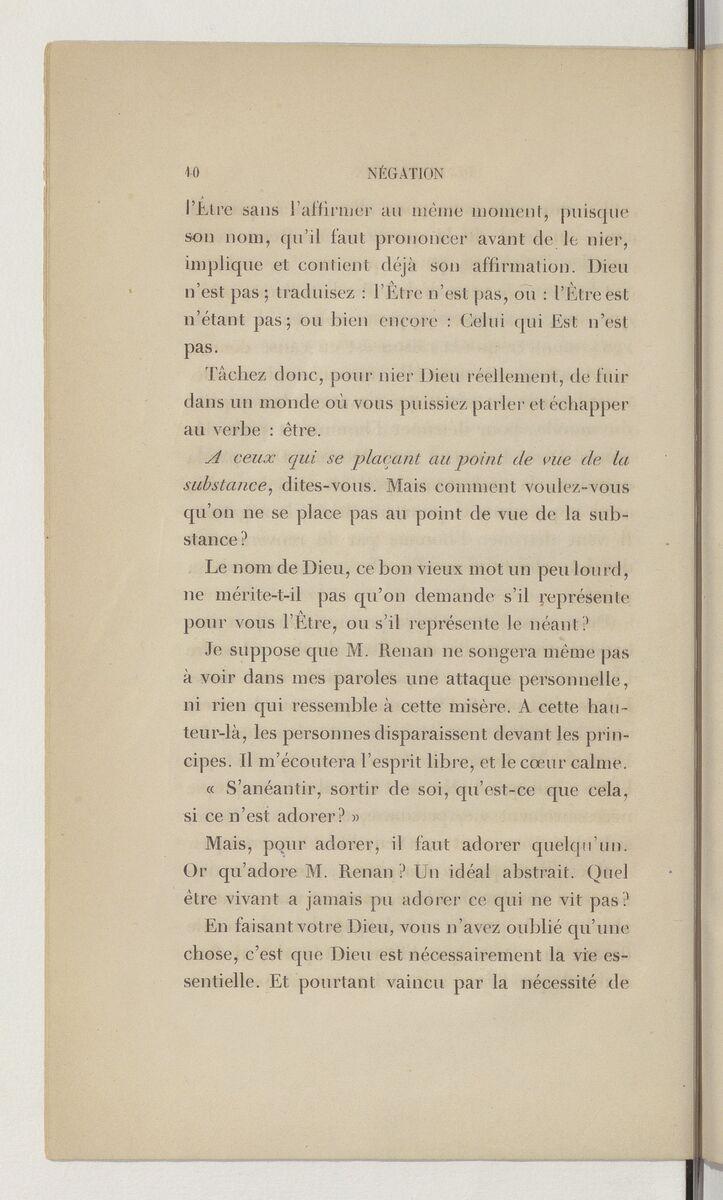 10 NÉGATION
l'Être sans l'affirmer au même moment, puisque
son nom, qu'il faut prononcer avant de le nier,
implique et contient déjà son affirmation. Dieu
n'est pas ; traduisez : l'Être n'est pas, ou : l'Être est
n'étant pas ; ou bien encore : Celui qui Est n'est
pas.
Tâchez donc, pour nier Dieu réellement, de fuir
dans un monde où vous puissiez parler et échapper
au verbe : être.
A ceux qui se plaçant au point de vue de la
substance, dites-vous. Mais comment voulez-vous
qu'on ne se place pas au point de vue de la sub-
stance ?
Le nom de Dieu, ce bon vieux mot un peu lourd,
ne mérite-t-il pas qu'on demande s'il représente
pour vous l'Être, ou s'il représente le néant ?
Je suppose que M. Renan ne songera même pas
à voir dans mes paroles une attaque personnelle,
ni rien qui ressemble à cette misère. A cette hau-
teur-là, les personnes disparaissent devant les prin-
cipes. Il m'écoutera l'esprit libre, et le cœur calme.
« S'anéantir, sortir de soi, qu'est-ce que cela,
si ce n'est adorer ? »
Mais, pour adorer, il faut adorer quelqu'un.
Or qu'adore M. Renan ? Un idéal abstrait. Quel
être vivant a jamais pu adorer ce qui ne vit pas ?
En faisant votre Dieu, vous n'avez oublié qu'une
chose, c'est que Dieu est nécessairement la vie es-
sentielle. Et pourtant vaincu par la nécessité de